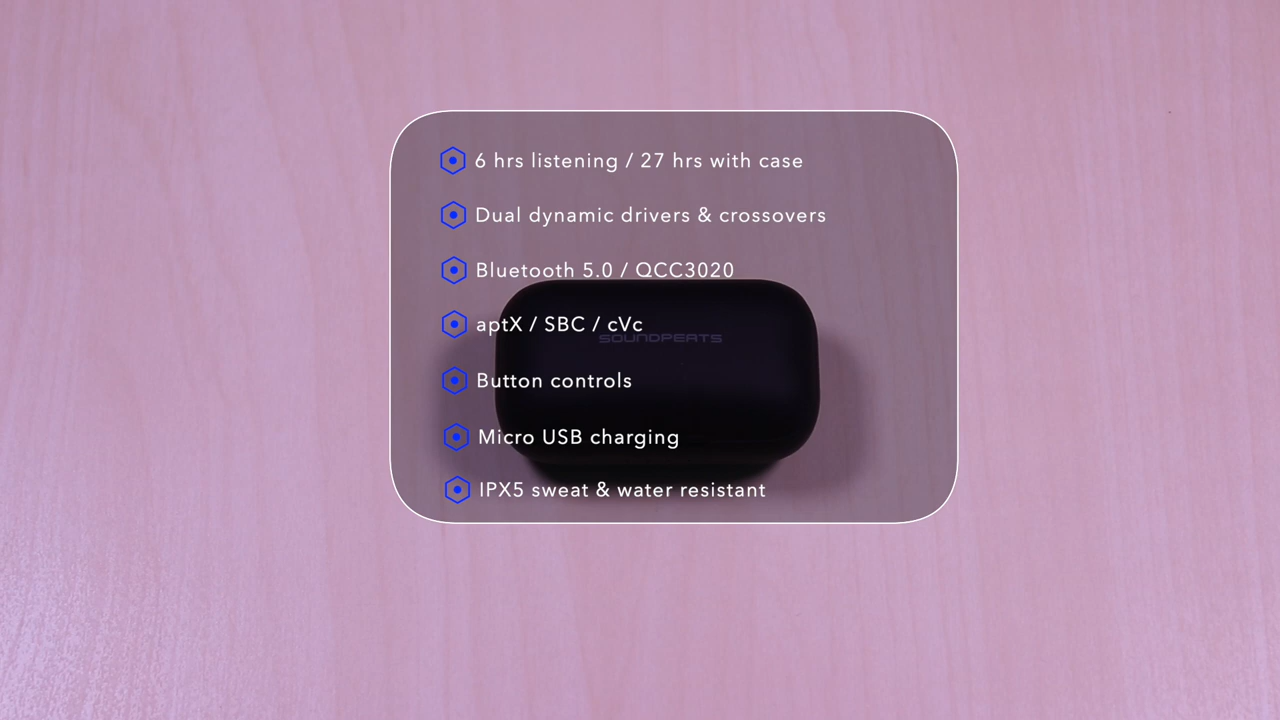 6 hrs listening / 27 hrs with case
Dual dynamic drivers & crossovers
Bluetooth 5.0 / QCC3020
aptX / SBC / cVc
SOUNDPEATS
Button controls
Micro USB charging
IPX5 sweat & water resistant